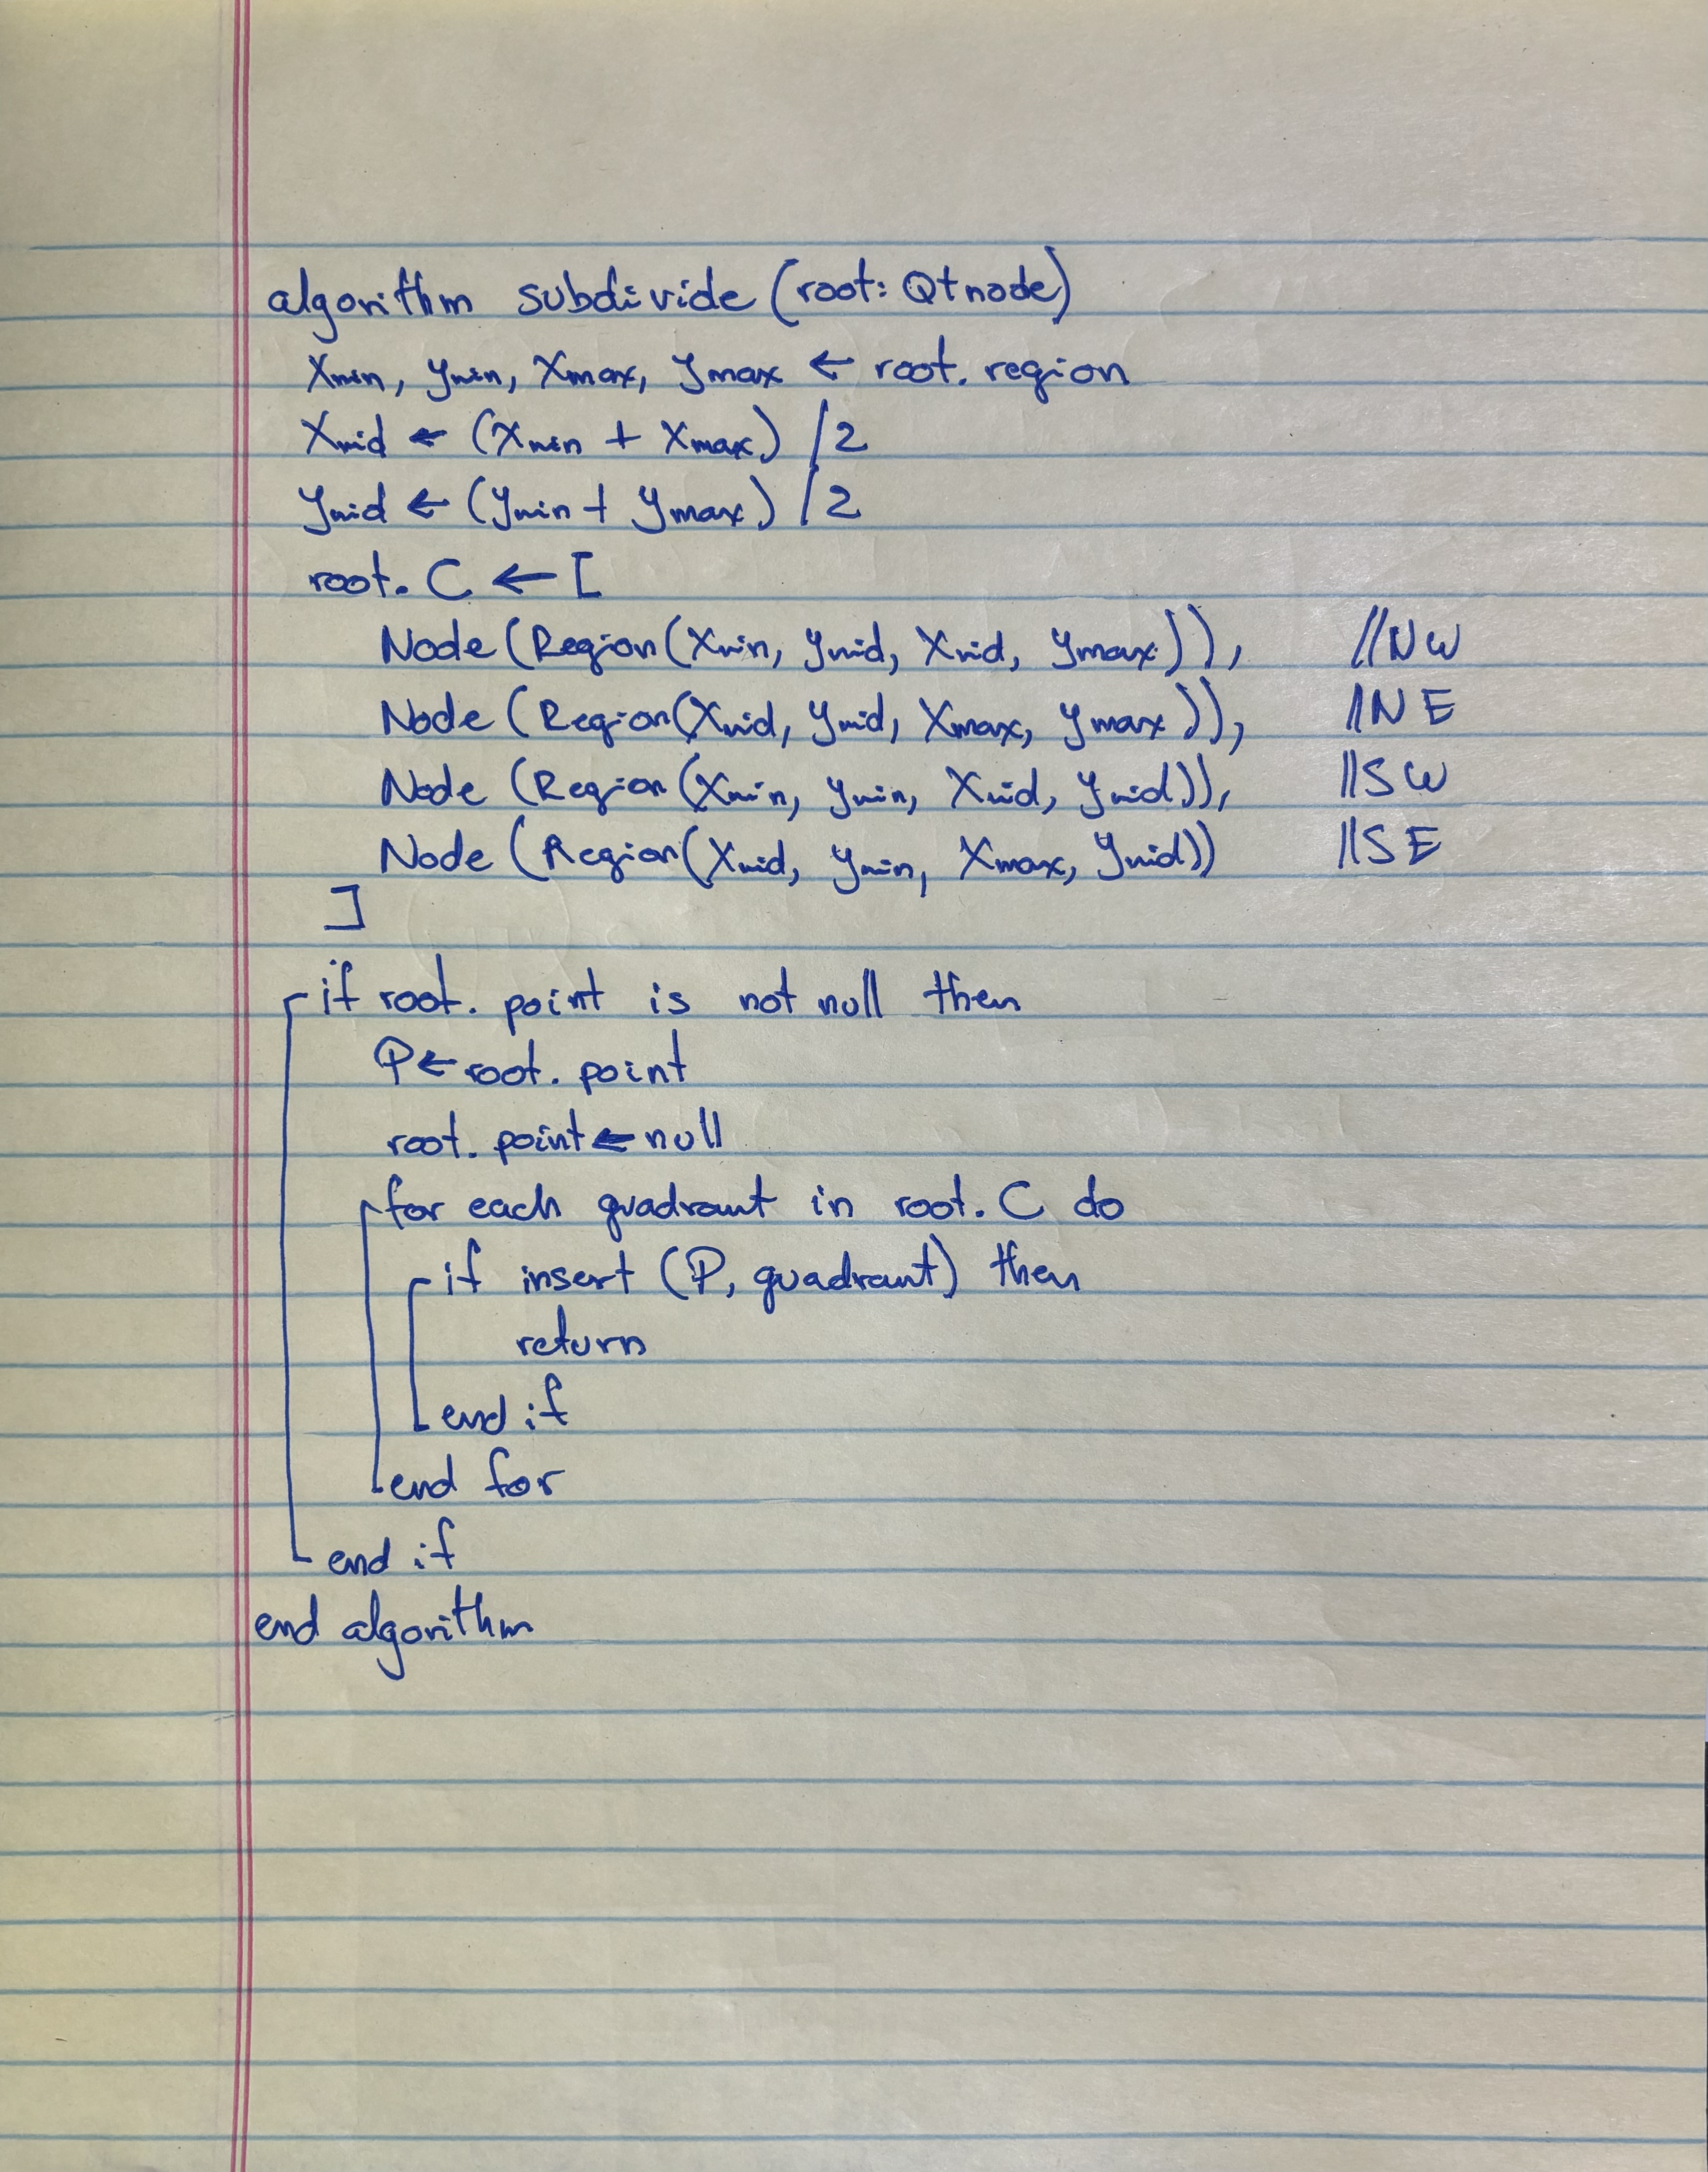 algorithm subdivide (root: Qtnode)
Xmin, ymin, Xmax, ymax ← root. region
Xmid ← (Xmin + Xmax) /2
ymid ← (ymin + ymax) /2
root. C ← [
Node (Region (Xmin, ymid, Xmid, ymax)), //NW
Node (Region (Xmid, ymid, Xmax, ymax)), //NE
Node (Region (Xmin, ymin, Xmid, ymid)), //SW
Node (Region (Xmid, ymin, Xmax, ymid)) //SE
]
if root. point is not null then
P ← root. point
root. point ← null
for each quadrant in root. C do
if insert (P, quadrant) then
return
end if
end for
end if
end algorithm